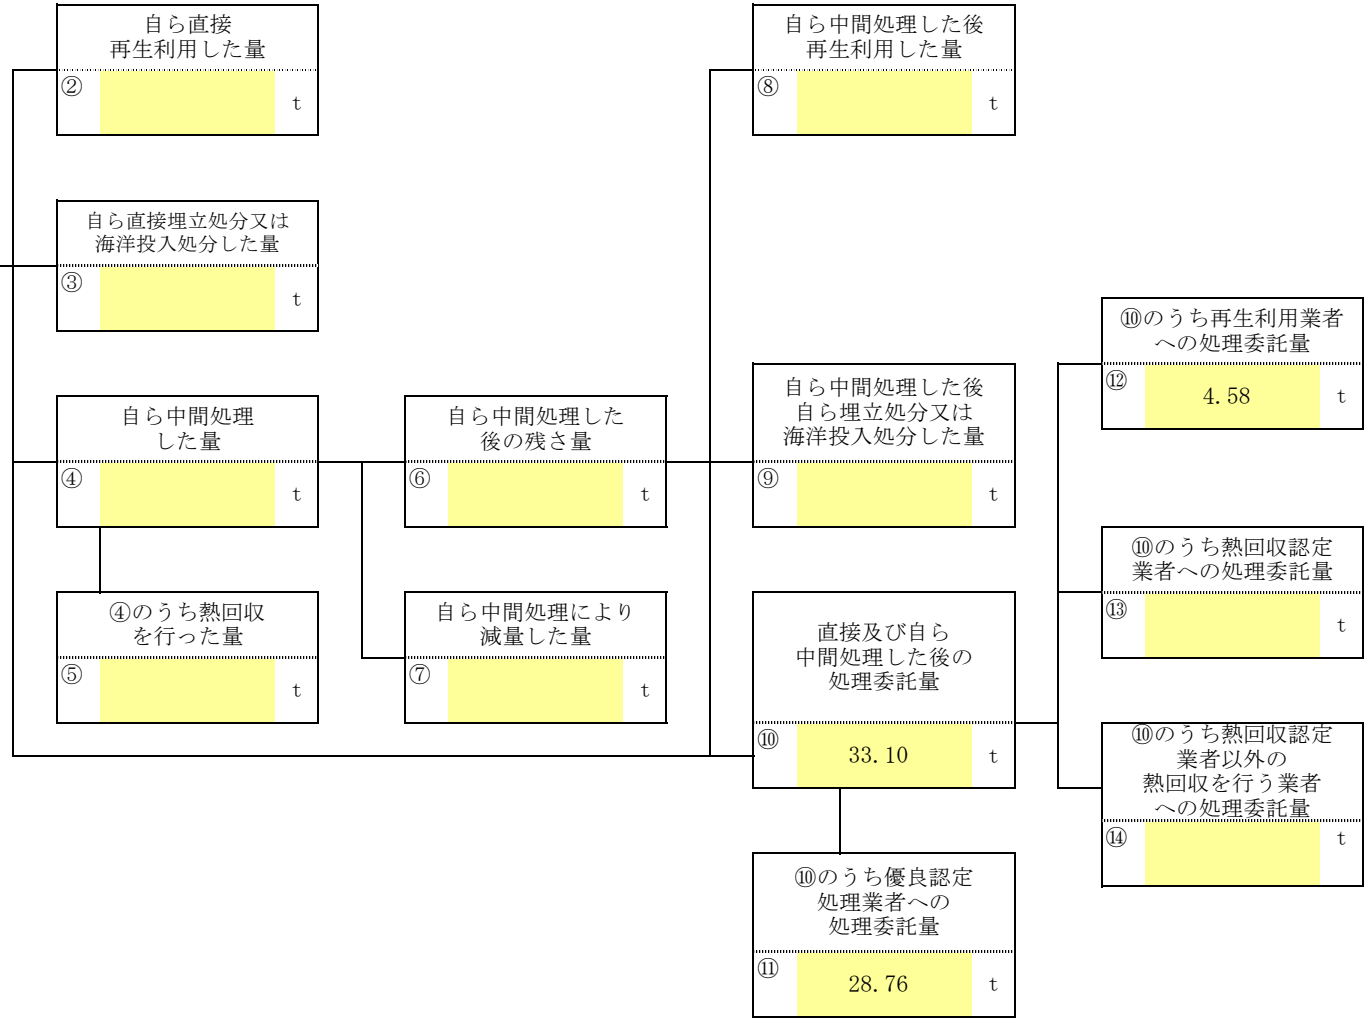 自ら直接
再生利用した量
②
t
自ら直接埋立処分又は
海洋投入処分した量
③
t
自ら中間処理
した量
④
t
④のうち熱回収
を行った量
⑤
t
自ら中間処理した
後の残さ量
⑥
t
自ら中間処理により
減量した量
⑦
t
自ら中間処理した後
再生利用した量
⑧
t
自ら中間処理した後
自ら埋立処分又は
海洋投入処分した量
⑨
t
直接及び自ら
中間処理した後の
処理委託量
⑩ 33.10 t
⑩のうち優良認定
処理業者への
処理委託量
⑪ 28.76 t
⑩のうち再生利用業者
への処理委託量
⑫ 4.58 t
⑩のうち熱回収認定
業者への処理委託量
⑬
t
⑩のうち熱回収認定
業者以外の
熱回収を行う業者
への処理委託量
⑭
t